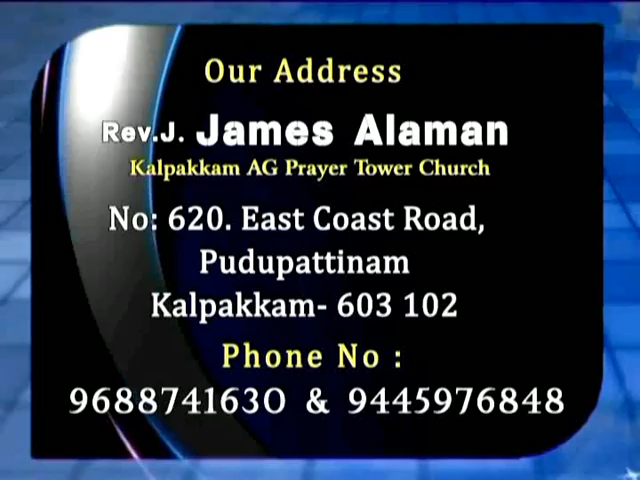 Our Address
Rev.J. James Alaman
Kalpakkam AG Prayer Tower Church
No: 620. East Coast Road,
Pudupattinam
Kalpakkam- 603 102
Phone No :
9688741630 & 9445976848